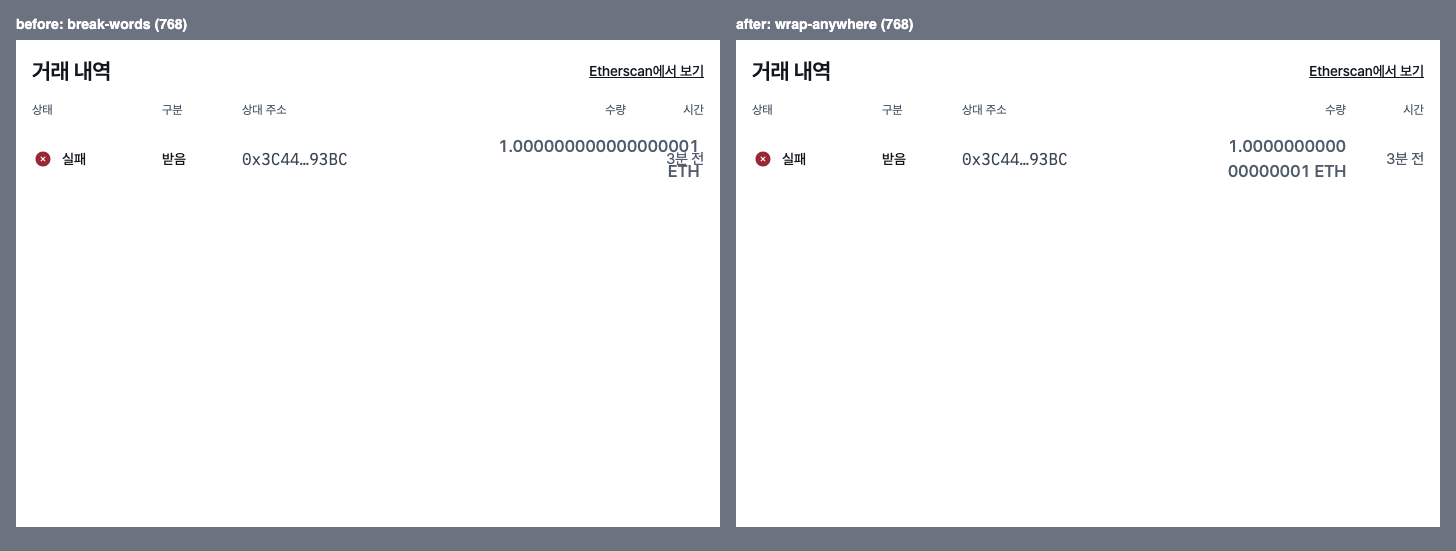 before: break-words (768)
거래 내역
Etherscan에서 보기
상태 구분 상대 주소 수량 시간
실패 받음 0x3C44…93BC 1.000000000000000001 3분 전
ETH
after: wrap-anywhere (768)
거래 내역
Etherscan에서 보기
상태 구분 상대 주소 수량 시간
실패 받음 0x3C44…93BC 1.0000000000 3분 전
00000001 ETH